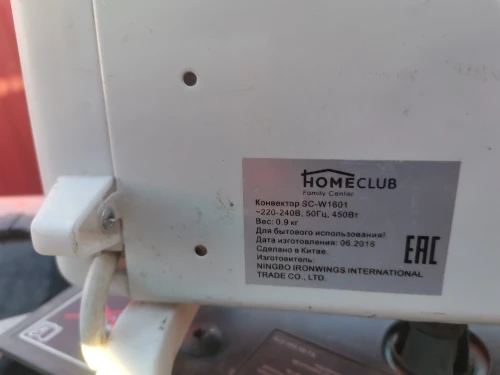 HOMECLUB
Family Center
Конвектор SC-W1601
~220-240В, 50Гц, 450Вт
Вес: 0.9 кг
Для бытового использования!
Дата изготовления: 06.2016
Сделано в Китае.
Изготовитель:
NINGBO IRONWINGS INTERNATIONAL
TRADE CO., LTD.
EAC